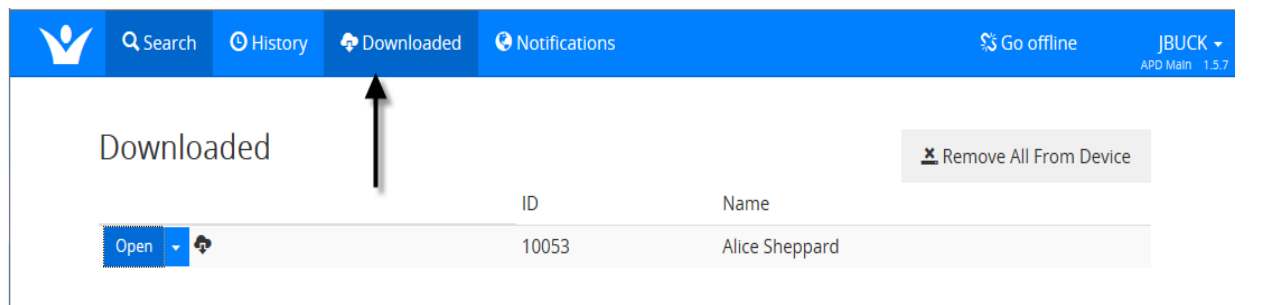 Search History Downloaded Notifications Go offline JBUCK
APD Main 1.5.7
Downloaded
Remove All From Device
ID Name
Open 10053 Alice Sheppard